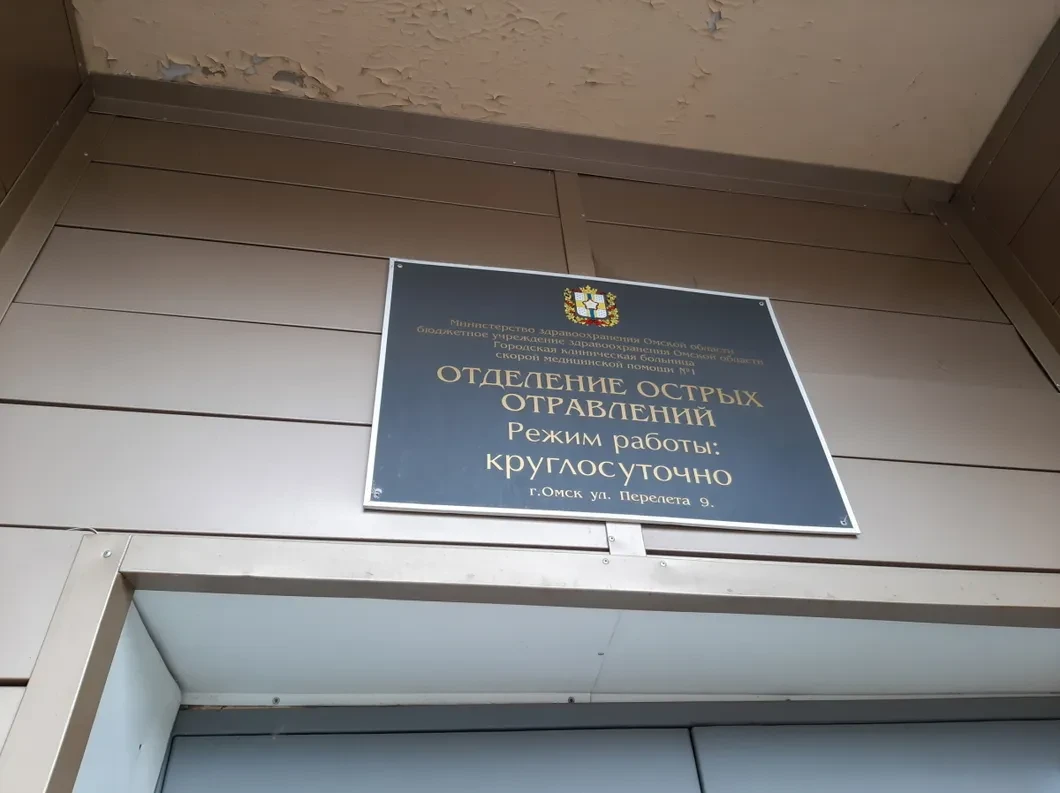 Министерство здравоохранения Омской области
бюджетное учреждение здравоохранения Омской области
Городская клиническая больница
скорой медицинской помощи №1
ОТДЕЛЕНИЕ ОСТРЫХ
ОТРАВЛЕНИЙ
Режим работы:
круглосуточно
г.Омск ул. Перелета 9.